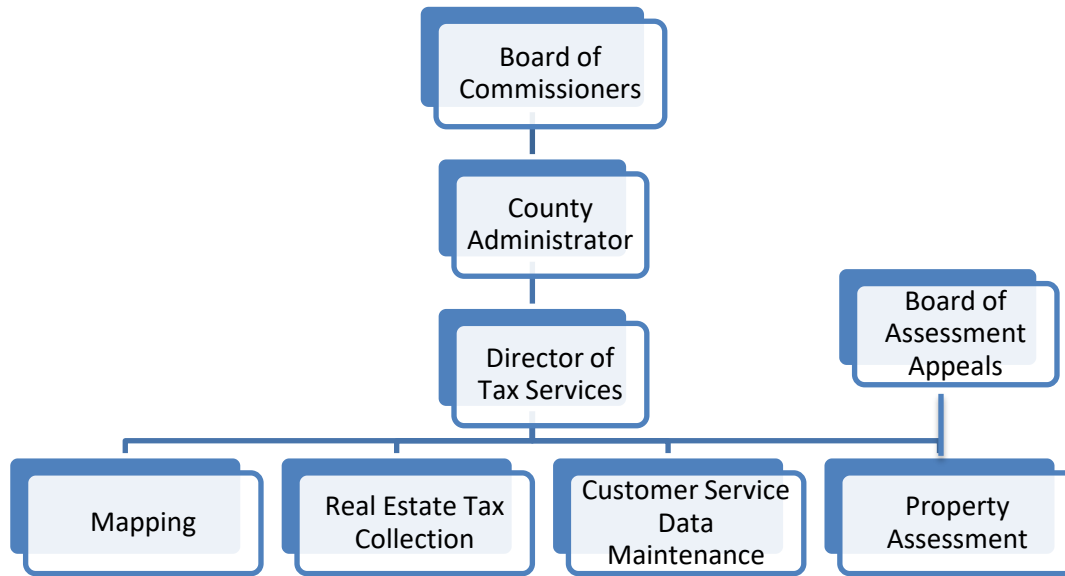 Board of
Commissioners
County
Administrator
Director of
Tax Services
Board of
Assessment
Appeals
Mapping
Real Estate Tax
Collection
Customer Service
Data
Maintenance
Property
Assessment